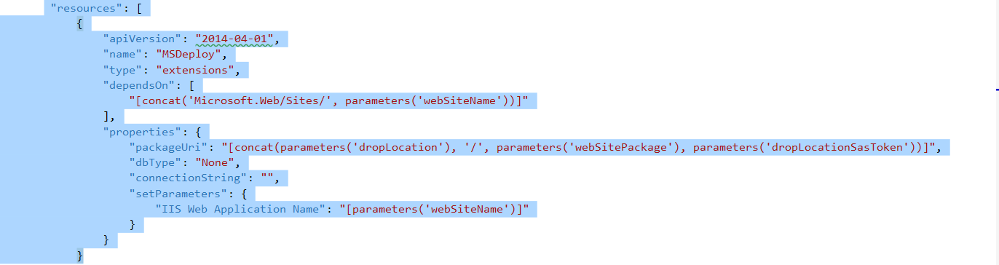 "resources": [
{
"apiVersion": "2014-04-01",
"name": "MSDeploy",
"type": "extensions",
"dependsOn": [
"[concat('Microsoft.Web/Sites/', parameters('webSiteName'))]"
],
"properties": {
"packageUri": "[concat(parameters('dropLocation'), '/', parameters('webSitePackage'), parameters('dropLocationSasToken'))]",
"dbType": "None",
"connectionString": "",
"setParameters": {
"IIS Web Application Name": "[parameters('webSiteName')]"
}
}
}